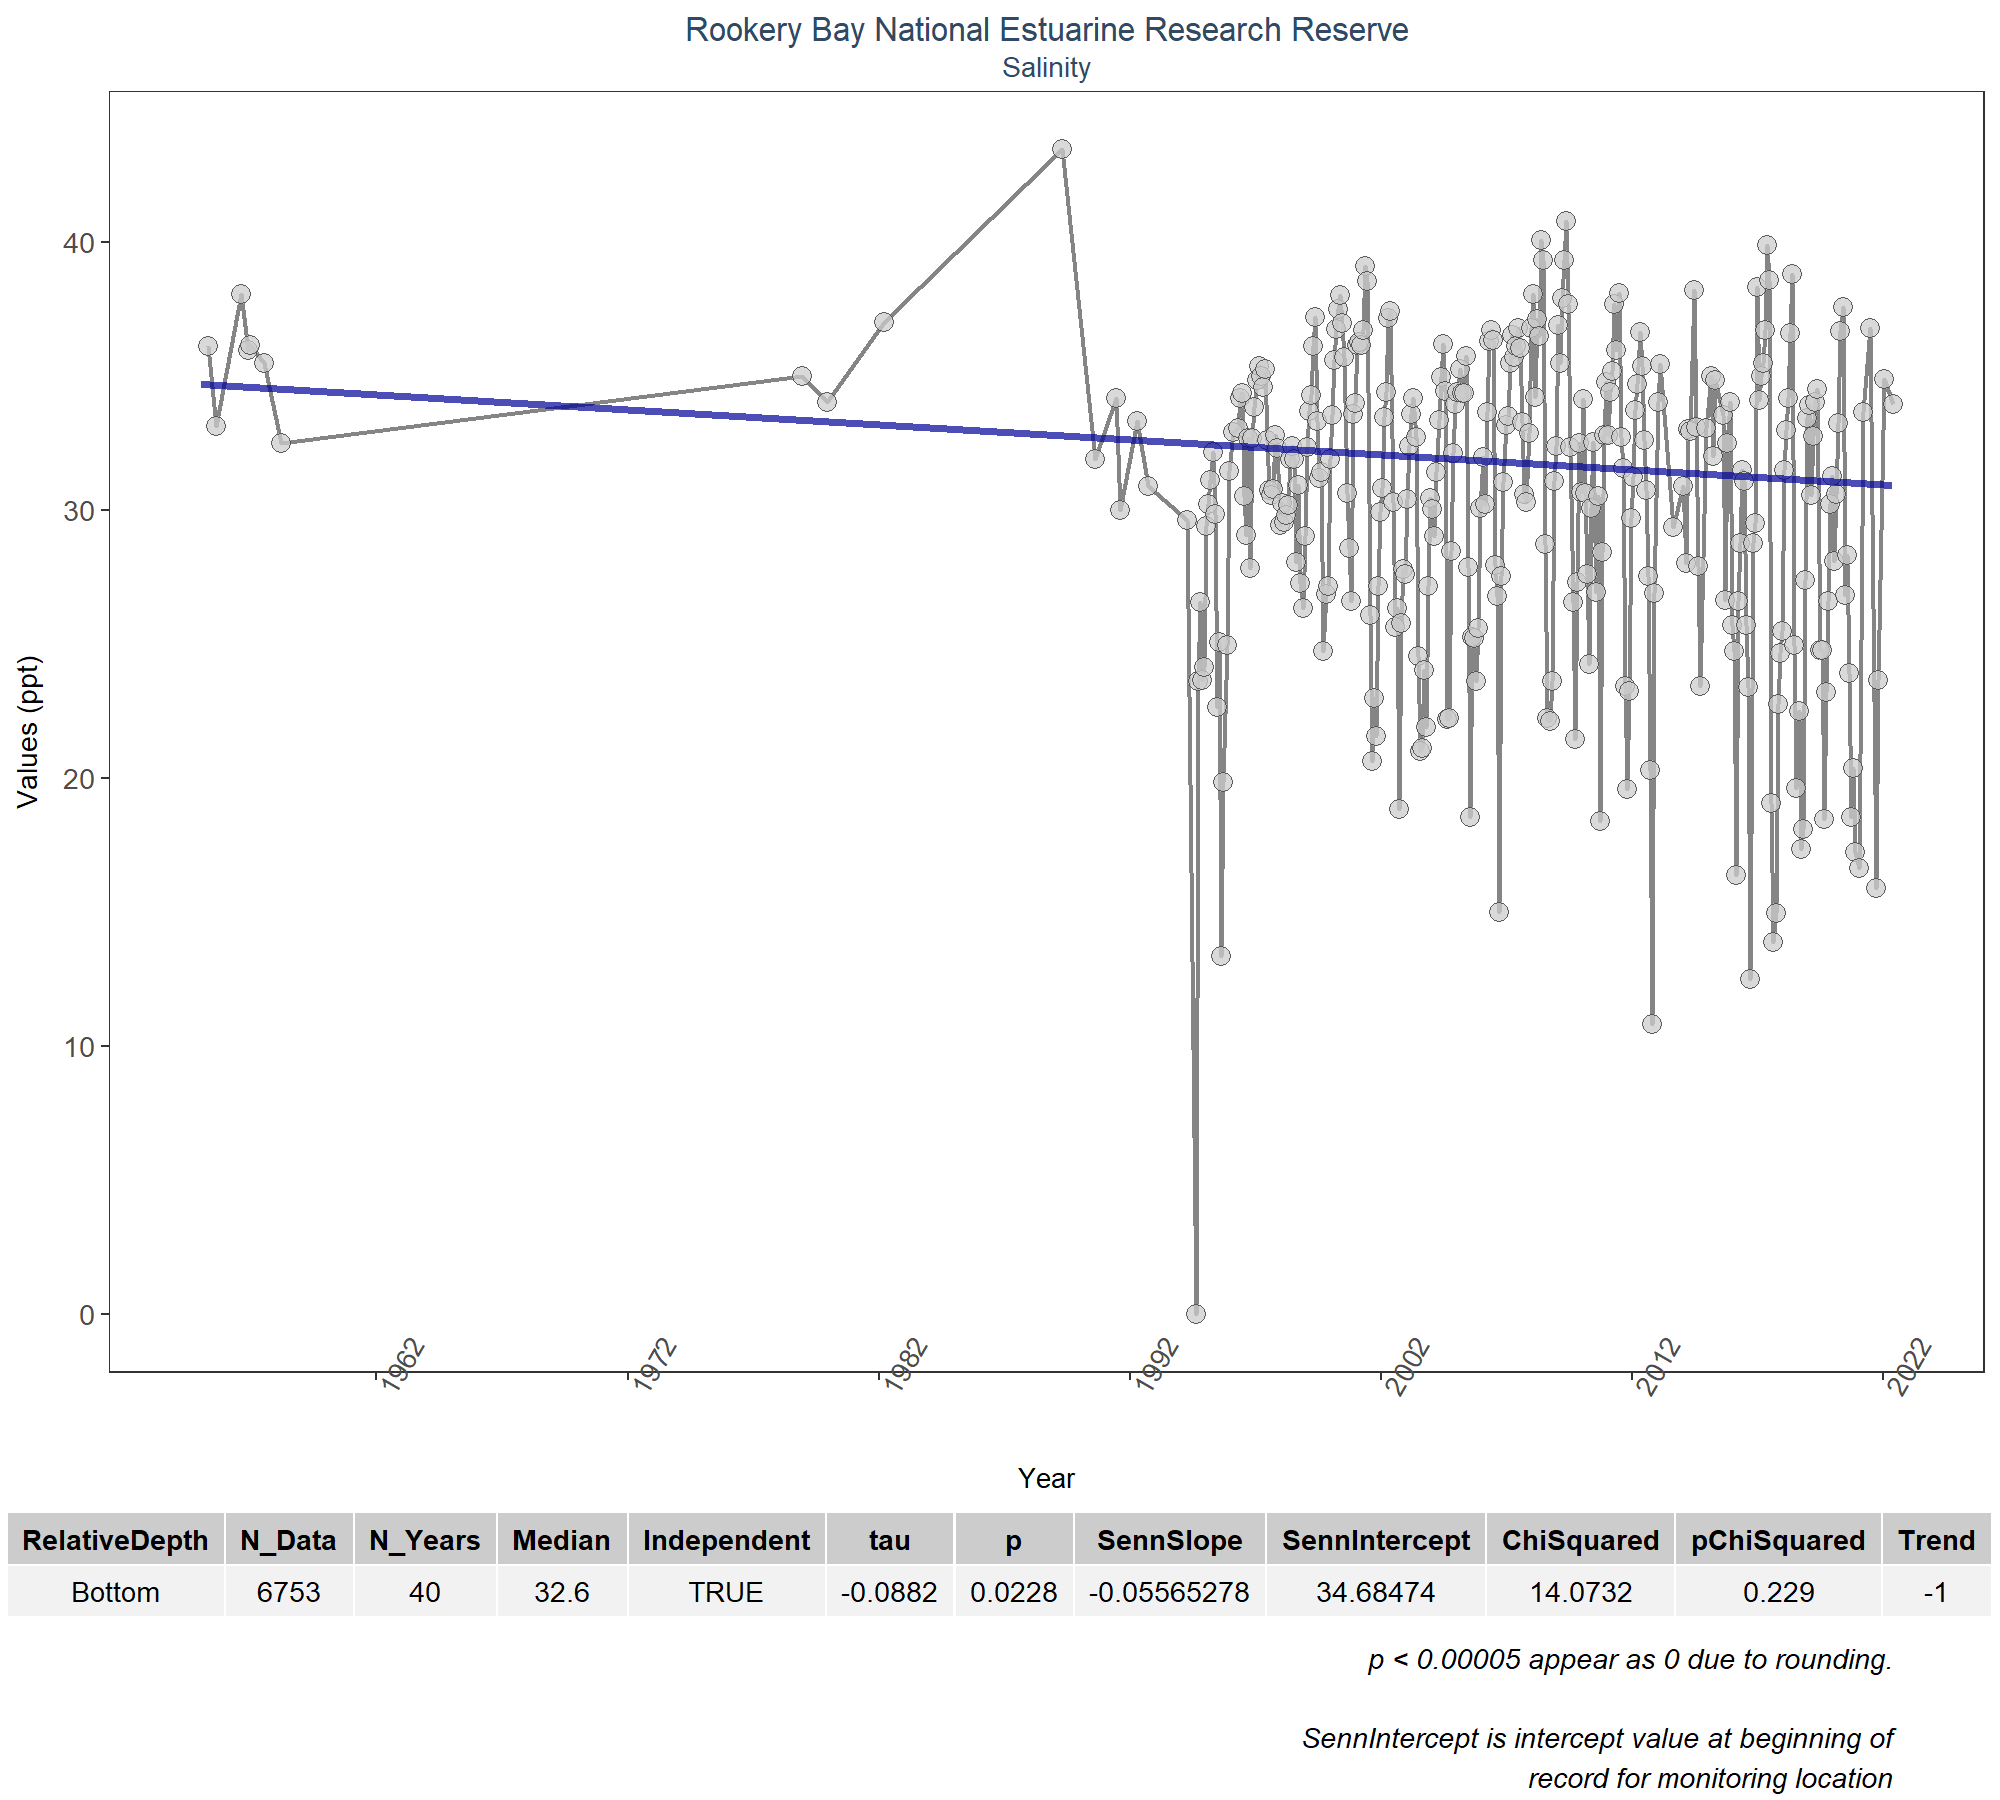 Rookery Bay National Estuarine Research Reserve
Salinity
Values (ppt)
40
30
20
10
0
1962 1972 1982 1992 2002 2012 2022
Year
RelativeDepth N_Data N_Years Median Independent tau p SennSlope SennIntercept ChiSquared pChiSquared Trend
Bottom 6753 40 32.6 TRUE -0.0882 0.0228 -0.05565278 34.68474 14.0732 0.229 -1
p < 0.00005 appear as 0 due to rounding.
SennIntercept is intercept value at beginning of
record for monitoring location